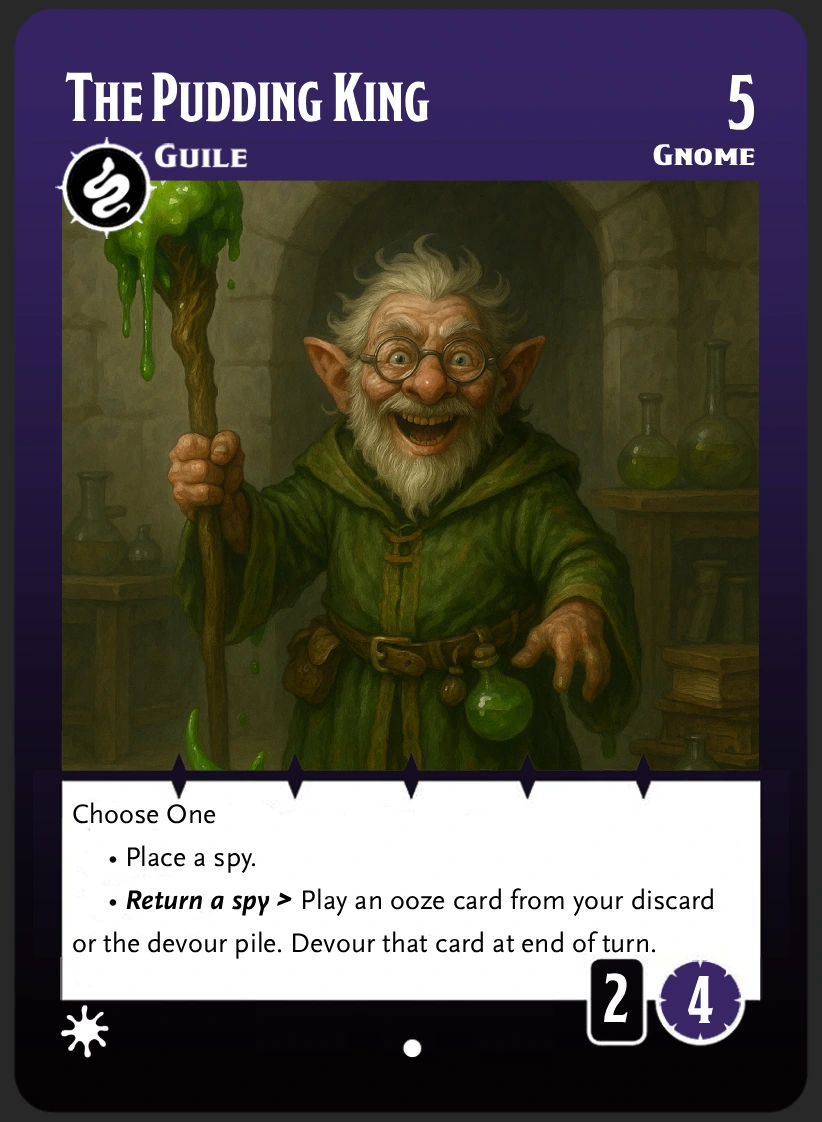 The Pudding King 5
Guile Gnome
Choose One
• Place a spy.
• Return a spy > Play an ooze card from your discard
or the devour pile. Devour that card at end of turn.
2 4